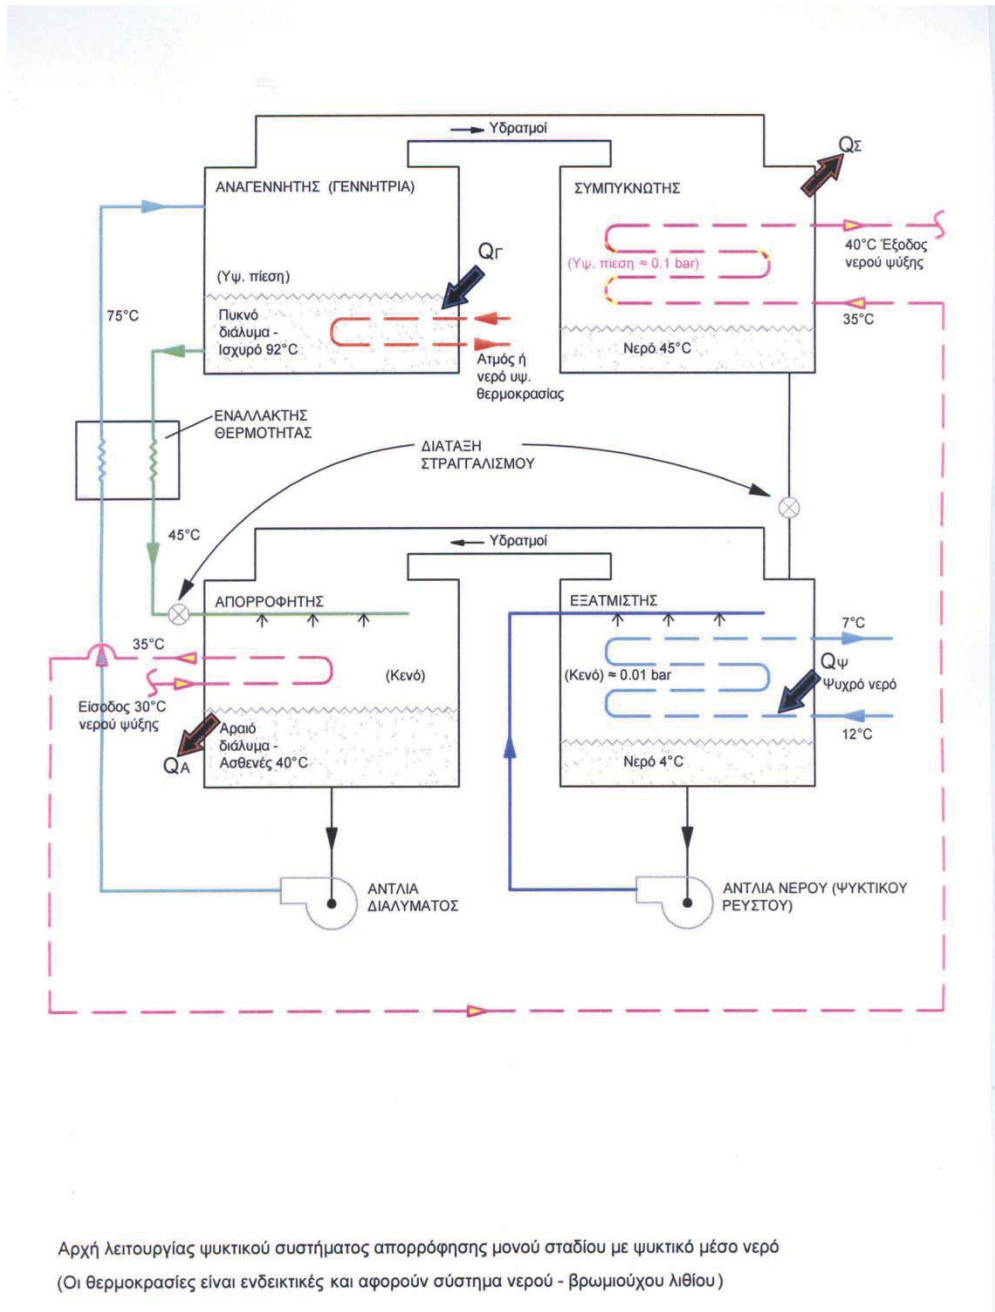 Υδρατμοί
QΣ
ΑΝΑΓΕΝΝΗΤΗΣ (ΓΕΝΝΗΤΡΙΑ)
ΣΥΜΠΥΚΝΩΤΗΣ
QΓ
40°C Έξοδος
νερού ψύξης
(Υψ. πίεση ≈ 0.1 bar)
(Υψ. πίεση)
75°C
Πυκνό
διάλυμα -
Ισχυρό 92°C
35°C
Νερό 45°C
Ατμός ή
νερό υψ.
θερμοκρασίας
ΕΝΑΛΛΑΚΤΗΣ
ΘΕΡΜΟΤΗΤΑΣ
ΔΙΑΤΑΞΗ
ΣΤΡΑΓΓΑΛΙΣΜΟΥ
45°C
Υδρατμοί
ΑΠΟΡΡΟΦΗΤΗΣ
ΕΞΑΤΜΙΣΤΗΣ
7°C
35°C
(Κενό)
(Κενό) ≈ 0.01 bar
QΨ
Ψυχρό νερό
Είσοδος 30°C
νερού ψύξης
12°C
QΑ
Αραιό
διάλυμα -
Ασθενές 40°C
Νερό 4°C
ΑΝΤΛΙΑ
ΔΙΑΛΥΜΑΤΟΣ
ΑΝΤΛΙΑ ΝΕΡΟΥ (ΨΥΚΤΙΚΟΥ
ΡΕΥΣΤΟΥ)
Αρχή λειτουργίας ψυκτικού συστήματος απορρόφησης μονού σταδίου με ψυκτικό μέσο νερό
(Οι θερμοκρασίες είναι ενδεικτικές και αφορούν σύστημα νερού - βρωμιούχου λιθίου)